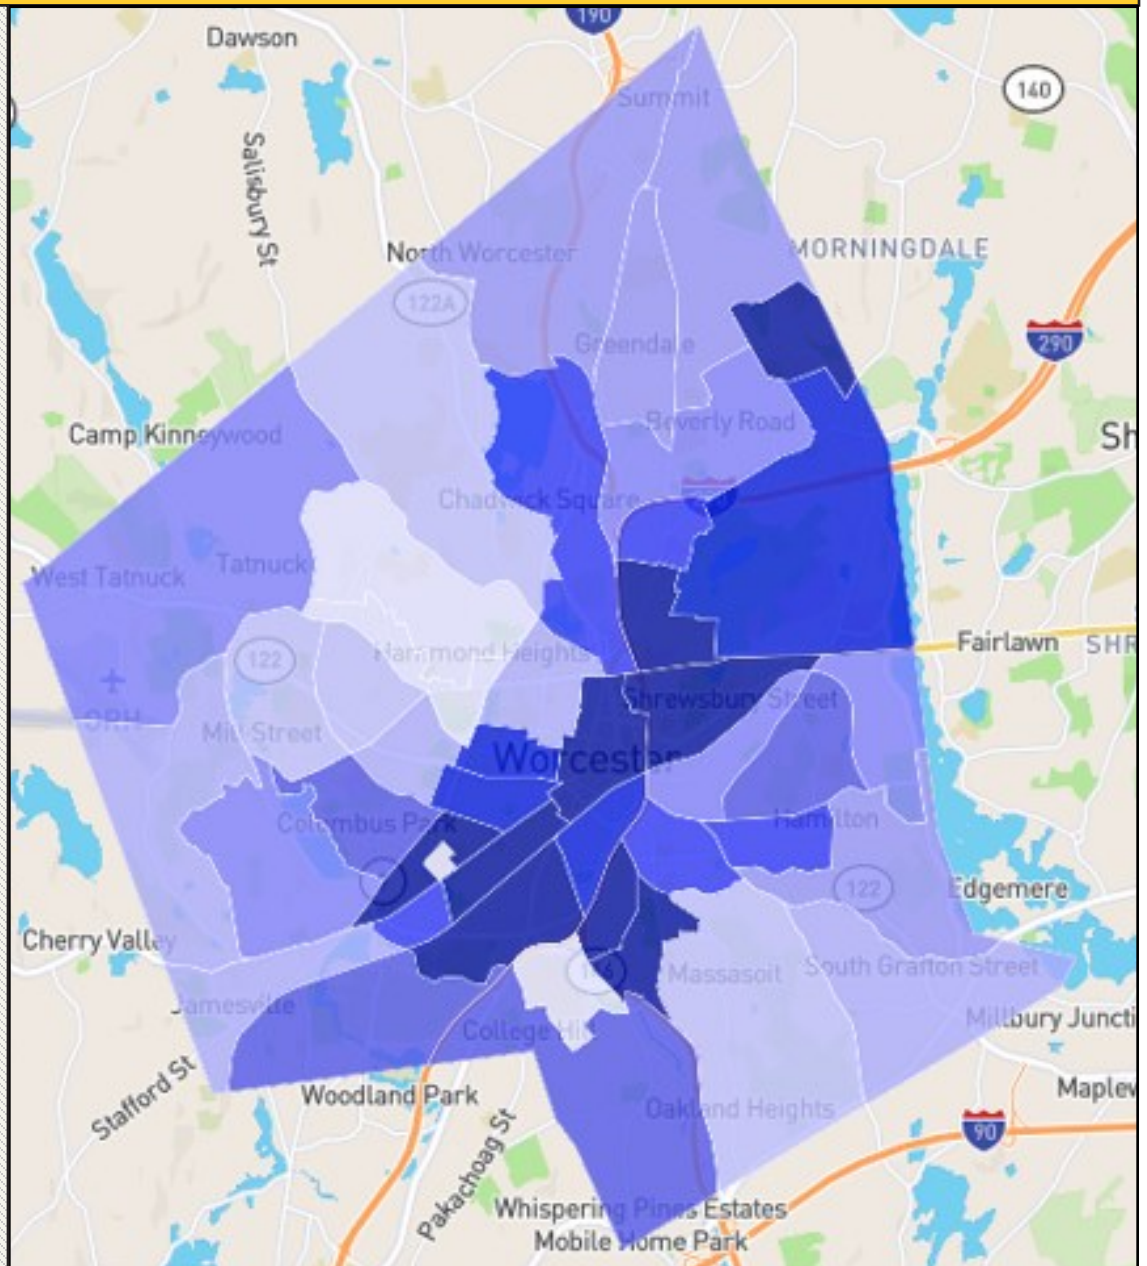 190
Dawson
140
Summit
Salisbury St
North Worcester
MORNINGDALE
122A
Greendale
290
Beverly Road
Camp Kinneywood
Sh
Chadwick Square
West Tatnuck
Tatnuck
Fairlawn
SHR
122
Hammond Heights
ORH
Mill Street
Shrewsbury Street
Worcester
Columbus Park
Hamilton
122
Edgemere
Cherry Valley
Massasoit
South Grafton Street
Jamesville
Millbury Juncti
College Hill
Stafford St
Woodland Park
Maplew
Oakland Heights
90
Pakachoag St
Whispering Pines Estates
Mobile Home Park